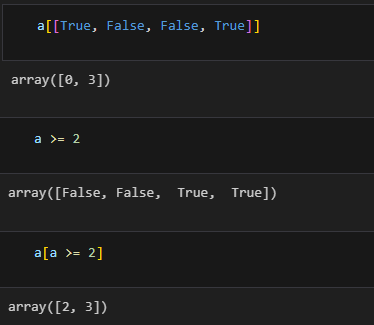 a[[True, False, False, True]]
array([0, 3])
a >= 2
array([False, False,  True,  True])
a[a >= 2]
array([2, 3])